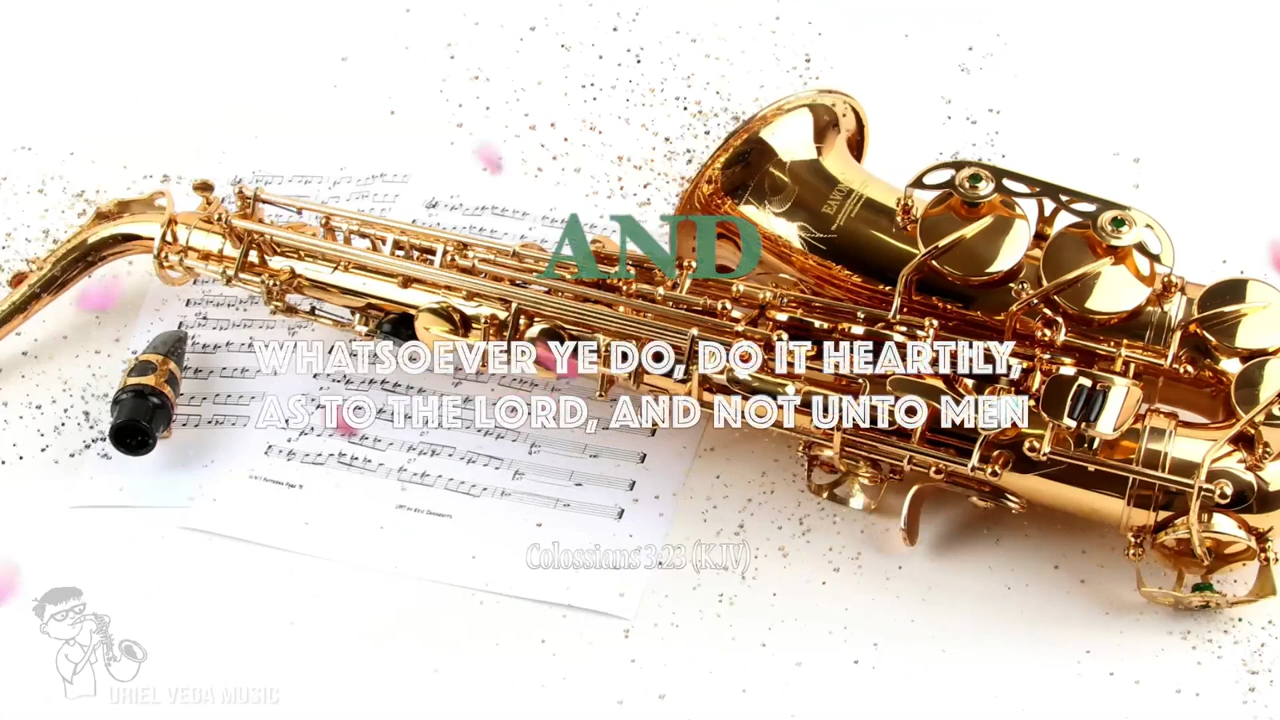 AND
WHATSOEVER YE DO, DO IT HEARTILY,
AS TO THE LORD, AND NOT UNTO MEN
Colossians 3:23 (KJV)
URIEL VEGA MUSIC